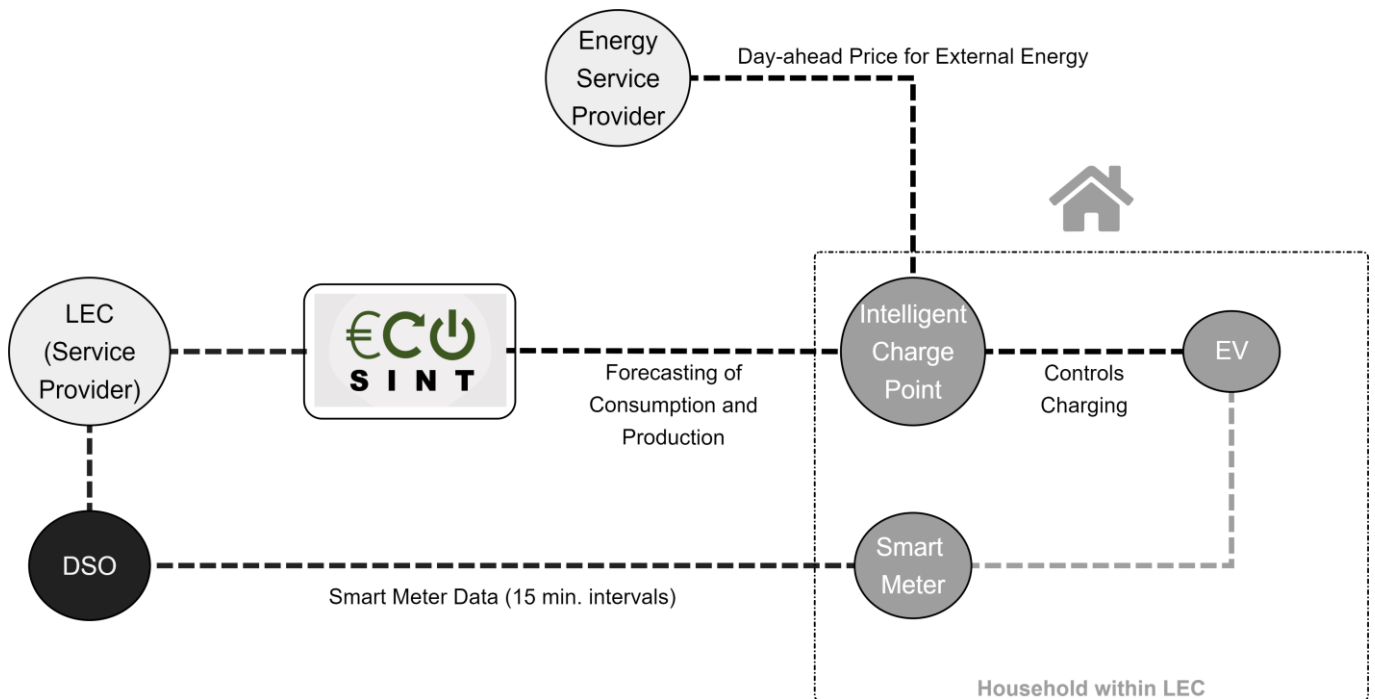 Energy
Service
Provider
Day-ahead Price for External Energy
LEC
(Service
Provider)
€CO
SINT
Forecasting of
Consumption and
Production
Intelligent
Charge
Point
Controls
Charging
EV
DSO
Smart Meter Data (15 min. intervals)
Smart
Meter
Household within LEC